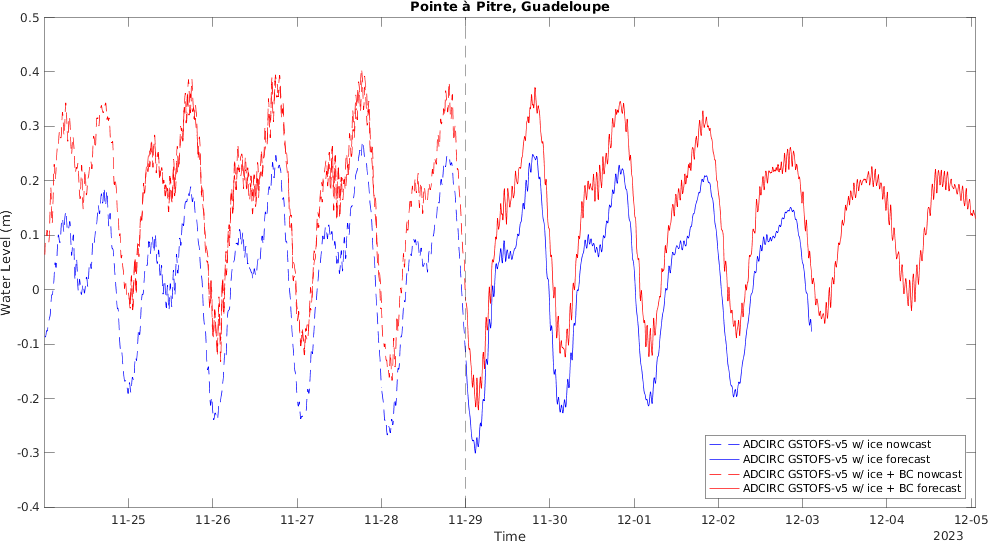 Pointe à Pitre, Guadeloupe
0.5
0.4
0.3
0.2
0.1
0
-0.1
-0.2
-0.3
-0.4
Water Level (m)
ADCIRC GSTOFS-v5 w/ ice nowcast
ADCIRC GSTOFS-v5 w/ ice forecast
ADCIRC GSTOFS-v5 w/ ice + BC nowcast
ADCIRC GSTOFS-v5 w/ ice + BC forecast
11-25 11-26 11-27 11-28 11-29 11-30 12-01 12-02 12-03 12-04 12-05
Time
2023